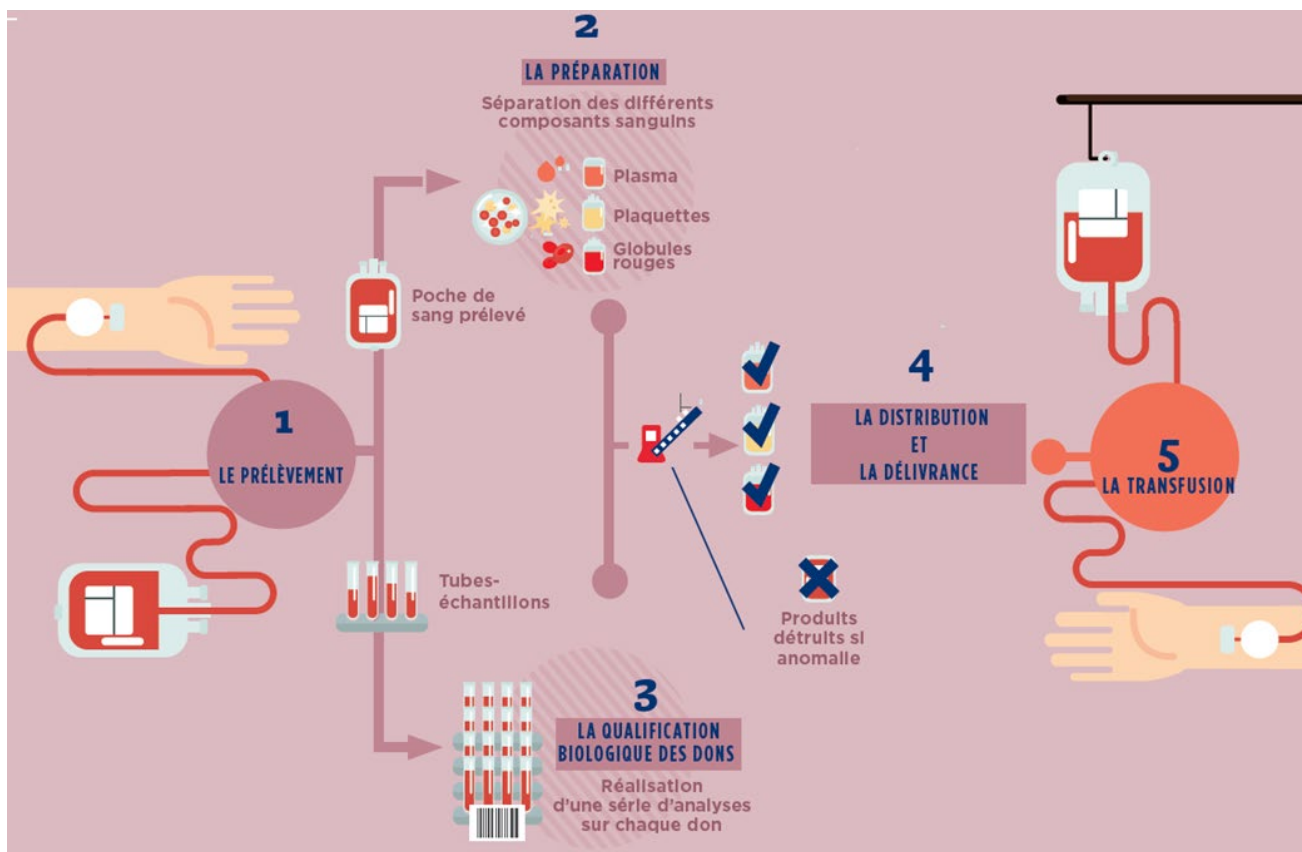 2
LA PRÉPARATION
Séparation des différents
composants sanguins
Plasma
Plaquettes
Globules
rouges
Poche de
sang prélevé
1
LE PRÉLÈVEMENT
Tubes-
échantillons
3
LA QUALIFICATION
BIOLOGIQUE DES DONS
Réalisation
d'une série d'analyses
sur chaque don
Produits
détruits si
anomalie
4
LA DISTRIBUTION
ET
LA DÉLIVRANCE
5
LA TRANSFUSION